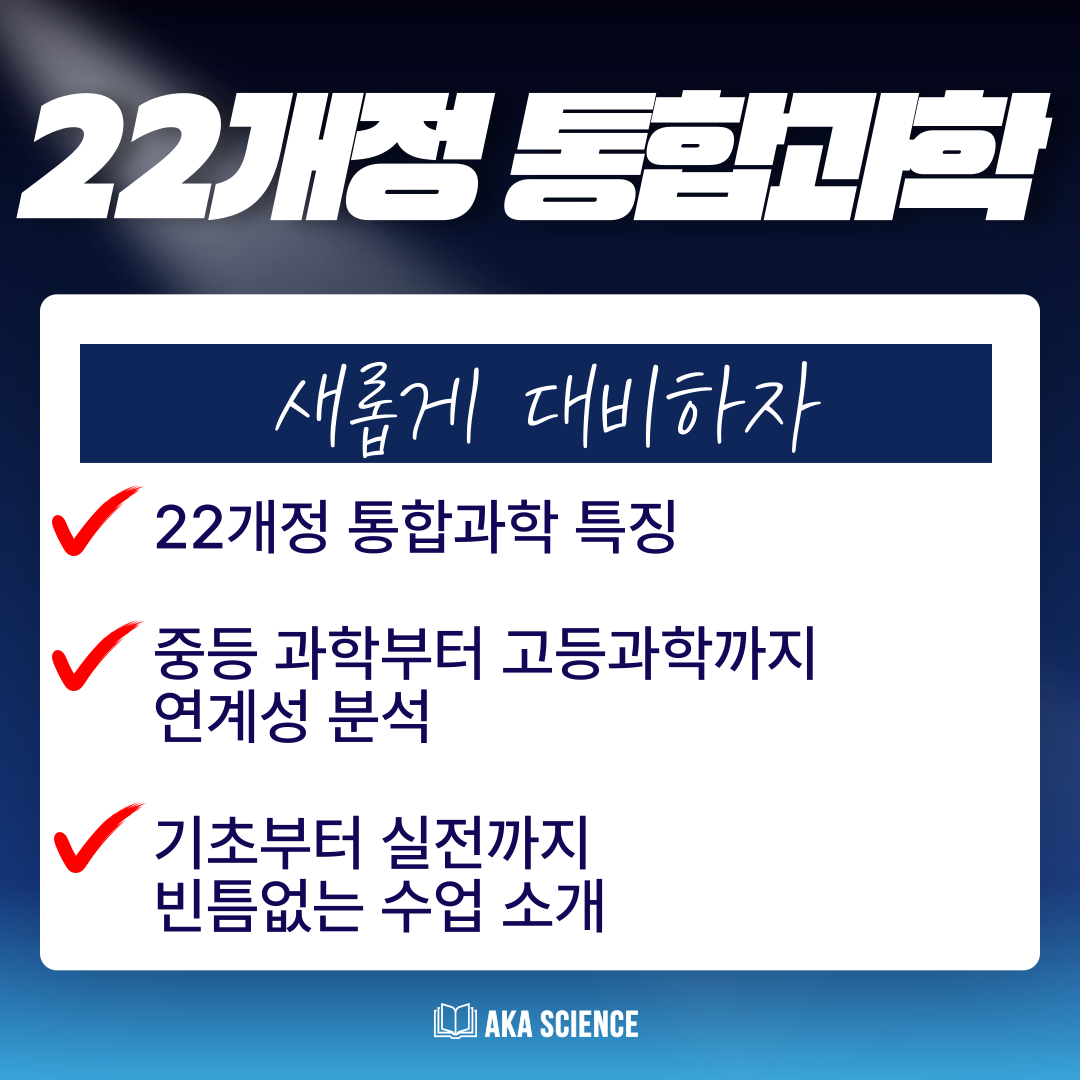 22개정 통합과학
새롭게 대비하자
22개정 통합과학 특징
중등 과학부터 고등과학까지
연계성 분석
기초부터 실전까지
빈틈없는 수업 소개
AKA SCIENCE